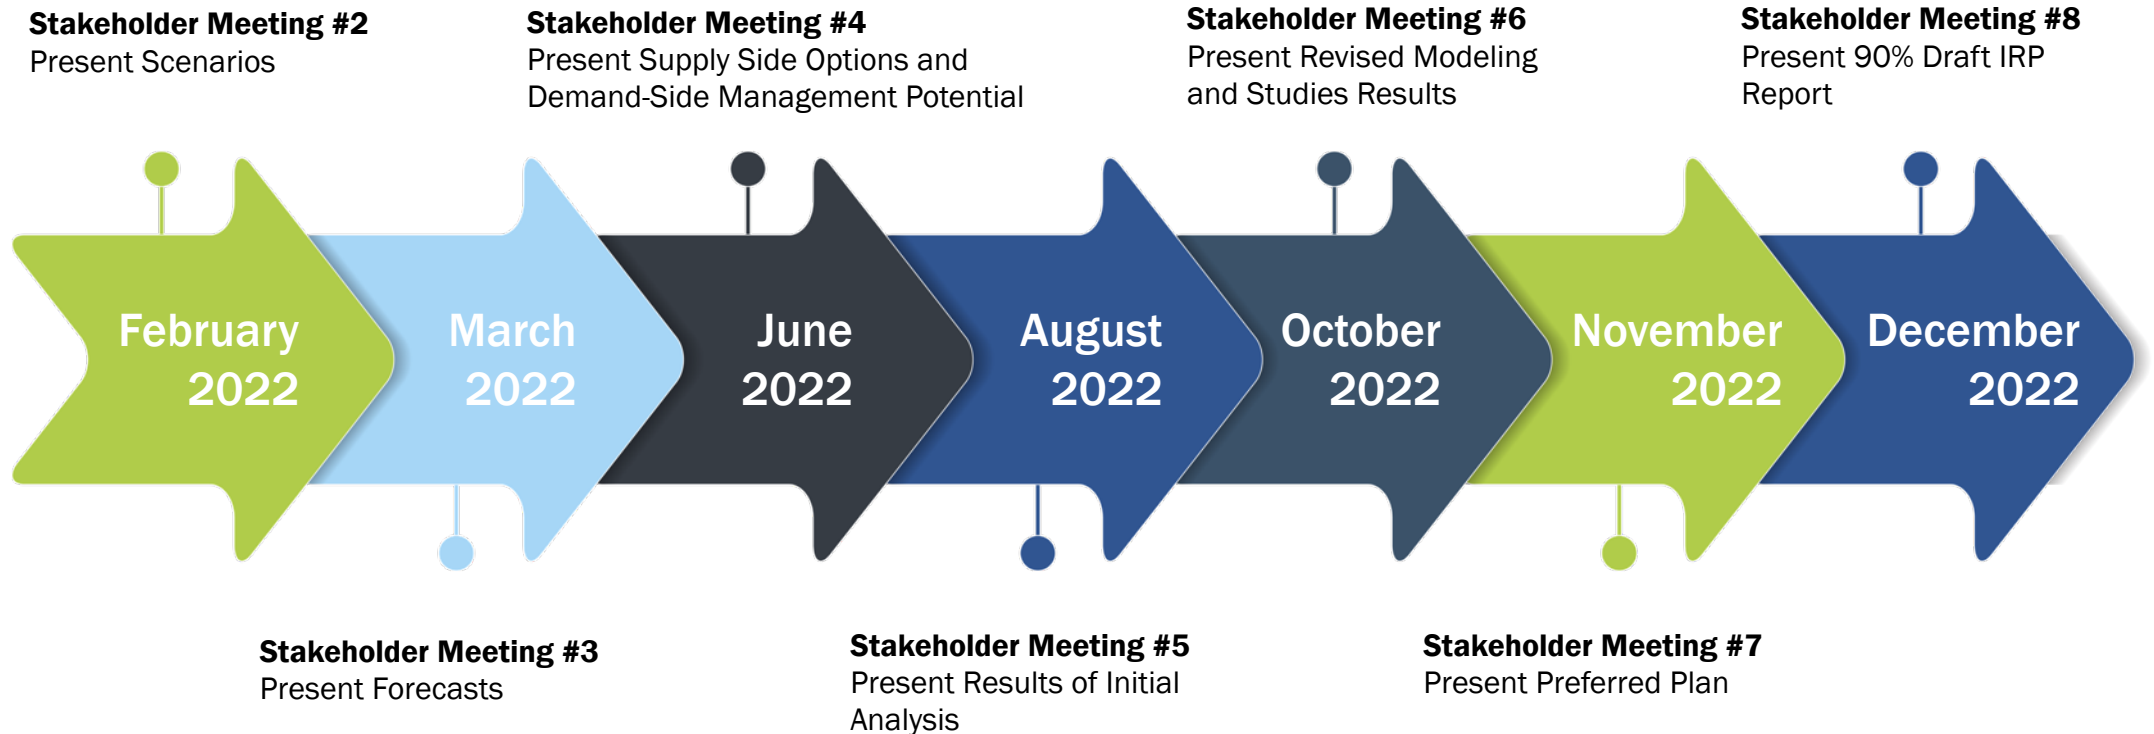 Stakeholder Meeting #2
Present Scenarios
Stakeholder Meeting #4
Present Supply Side Options and
Demand-Side Management Potential
Stakeholder Meeting #6
Present Revised Modeling
and Studies Results
Stakeholder Meeting #8
Present 90% Draft IRP
Report
February
2022
March
2022
June
2022
August
2022
October
2022
November
2022
December
2022
Stakeholder Meeting #3
Present Forecasts
Stakeholder Meeting #5
Present Results of Initial
Analysis
Stakeholder Meeting #7
Present Preferred Plan